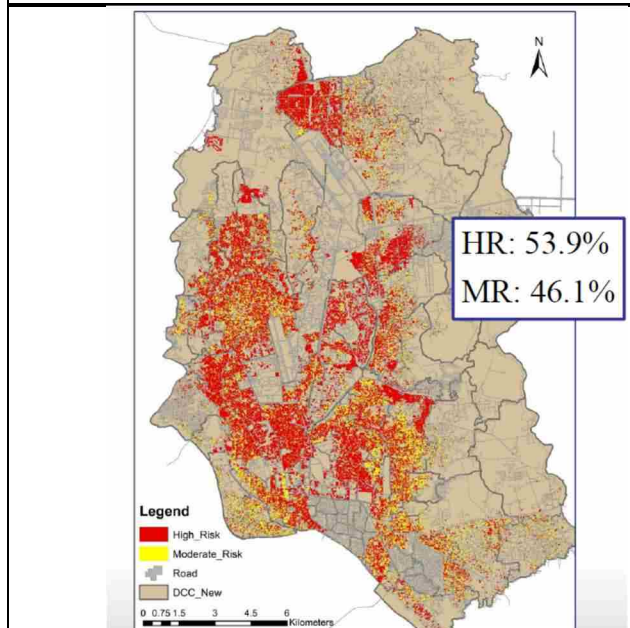 N
HR: 53.9%
MR: 46.1%
Legend
High_Risk
Moderate_Risk
Road
DCC_New
0 0.75 1.5 3 4.5 6
Kilometers